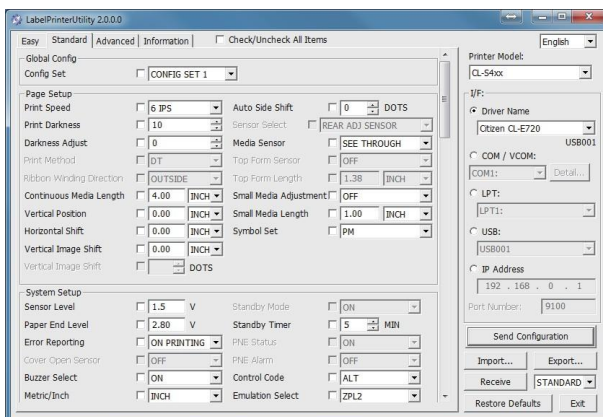 LabelPrinterUtility 2.0.0.0
Easy Standard Advanced Information Check/Uncheck All Items English
Global Config
Config Set CONFIG SET 1
Page Setup
Print Speed 6 IPS Auto Side Shift 0 DOTS
Print Darkness 10 Sensor Select REAR ADJ SENSOR
Darkness Adjust 0 Media Sensor SEE THROUGH
Print Method DT Top Form Sensor OFF
Ribbon Winding Direction OUTSIDE Top Form Length 1.38 INCH
Continuous Media Length 4.00 INCH Small Media Adjustment OFF
Vertical Position 0.00 INCH Small Media Length 1.00 INCH
Horizontal Shift 0.00 INCH Symbol Set PM
Vertical Image Shift 0.00 INCH
Vertical Image Shift DOTS
System Setup
Sensor Level 1.5 V Standby Mode ON
Paper End Level 2.80 V Standby Timer 5 MIN
Error Reporting ON PRINTING PNE Status ON
Cover Open Sensor OFF PNE Alarm OFF
Buzzer Select ON Control Code ALT
Metric/Inch INCH Emulation Select ZPL2
Printer Model:
CL-S4xx
I/F:
Driver Name
Citizen CL-E720
USB001
COM / VCOM:
COM1: Detail...
LPT:
LPT1:
USB:
USB001
IP Address
192 . 168 . 0 . 1
Port Number: 9100
Send Configuration
Import... Export...
Receive STANDARD
Restore Defaults Exit